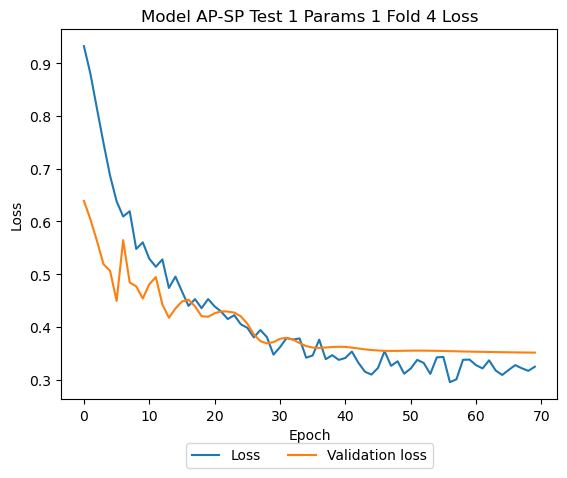 Model AP-SP Test 1 Params 1 Fold 4 Loss
Loss
0.9
0.8
0.7
0.6
0.5
0.4
0.3
0 10 20 30 40 50 60 70
Epoch
Loss Validation loss